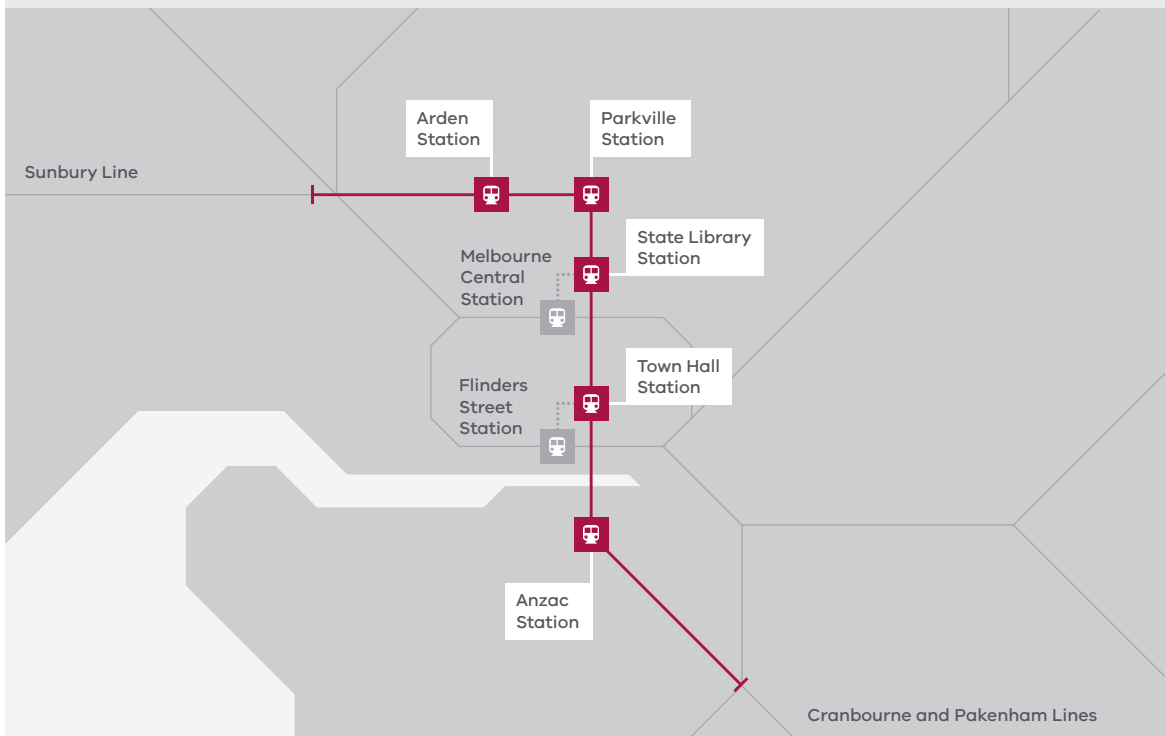 Arden
Station
Parkville
Station
Sunbury Line
State Library
Station
Melbourne
Central
Station
Town Hall
Station
Flinders
Street
Station
Anzac
Station
Cranbourne and Pakenham Lines